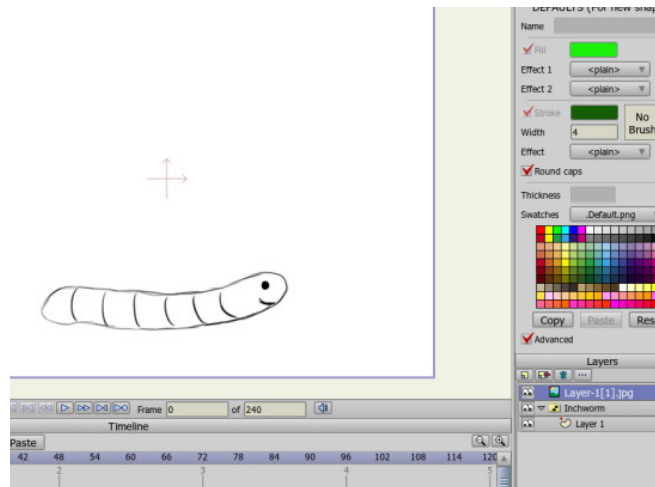 DEFAULTS (For new shap
Name
Fill
Effect 1 <plain>
Effect 2 <plain>
Stroke
No
Brush
Width 4
Effect <plain>
Round caps
Thickness
Swatches .Default.png
Copy Paste Res
Advanced
Layers
Layer-1[1].jpg
Inchworm
Layer 1
Frame 0 of 240
Timeline
Paste
42 48 54 60 66 72 78 84 90 96 102 108 114 120
2 3 4 5